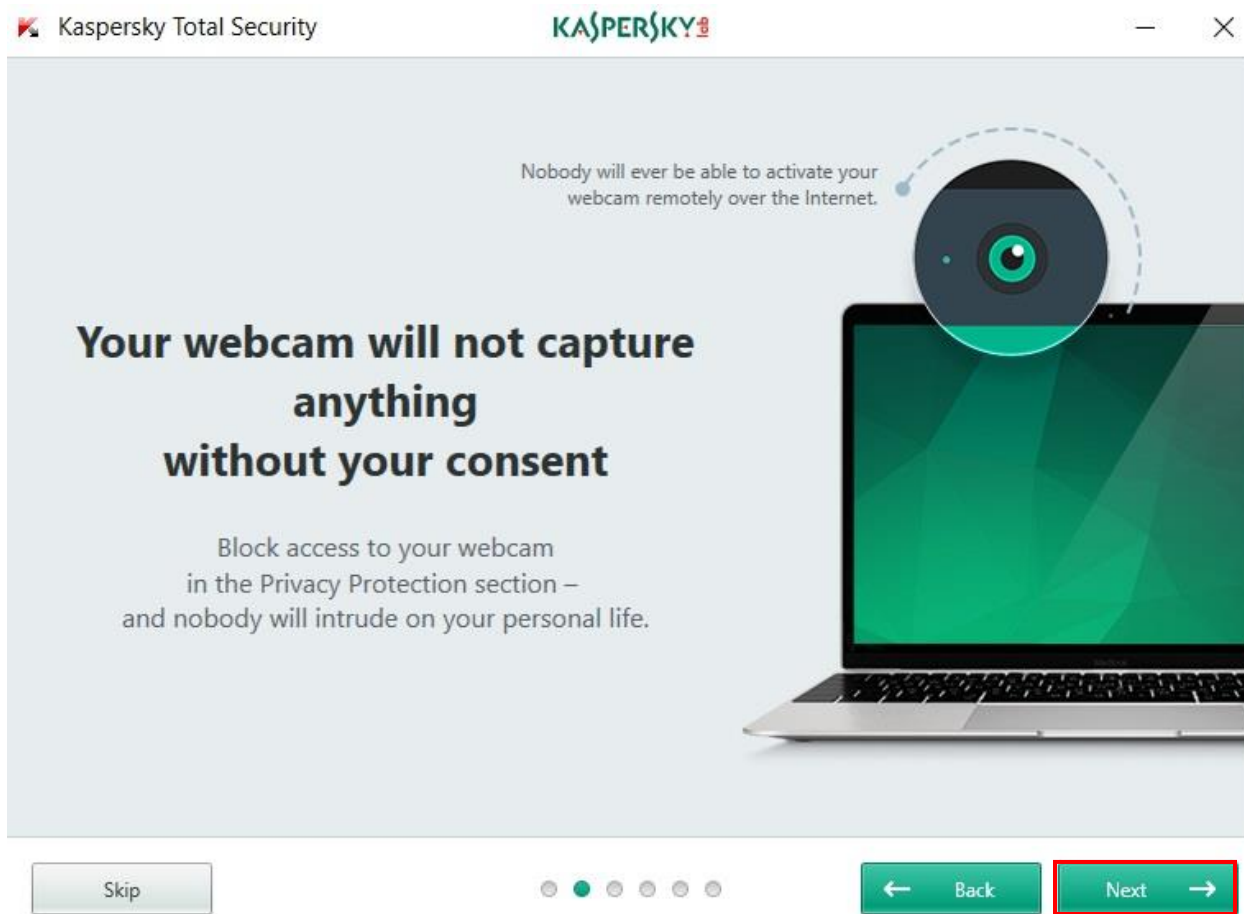 Kaspersky Total Security
KASPERSKY lab
Nobody will ever be able to activate your
webcam remotely over the Internet.
Your webcam will not capture
anything
without your consent
Block access to your webcam
in the Privacy Protection section –
and nobody will intrude on your personal life.
Skip
Back
Next